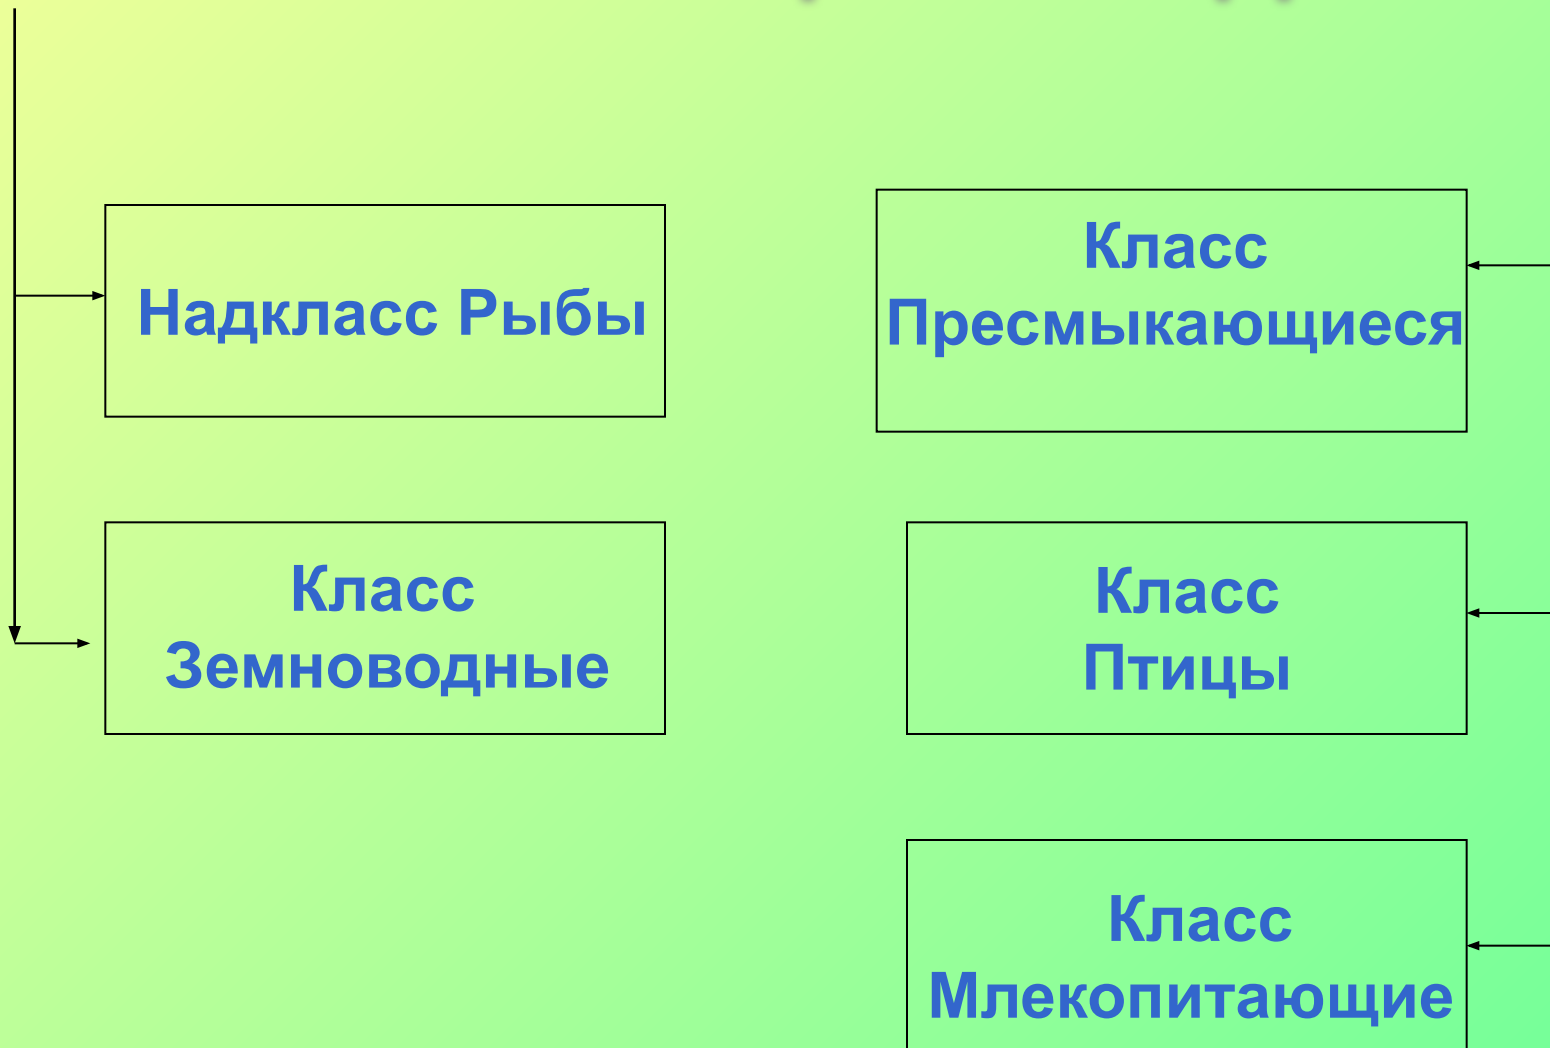 Надкласс Рыбы
Класс
Земноводные
Класс
Пресмыкающиеся
Класс
Птицы
Класс
Млекопитающие